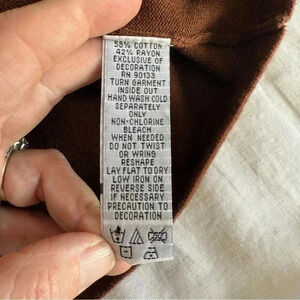 58% COTTON
42% RAYON
EXCLUSIVE OF
DECORATION
RN 90133
TURN GARMENT
INSIDE OUT
HAND WASH COLD
SEPARATELY
ONLY
NON-CHLORINE
BLEACH
WHEN NEEDED
DO NOT TWIST
OR WRING
RESHAPE
LAY FLAT TO DRY
LOW IRON ON
REVERSE SIDE
IF NECESSARY
PRECAUTION TO
DECORATION